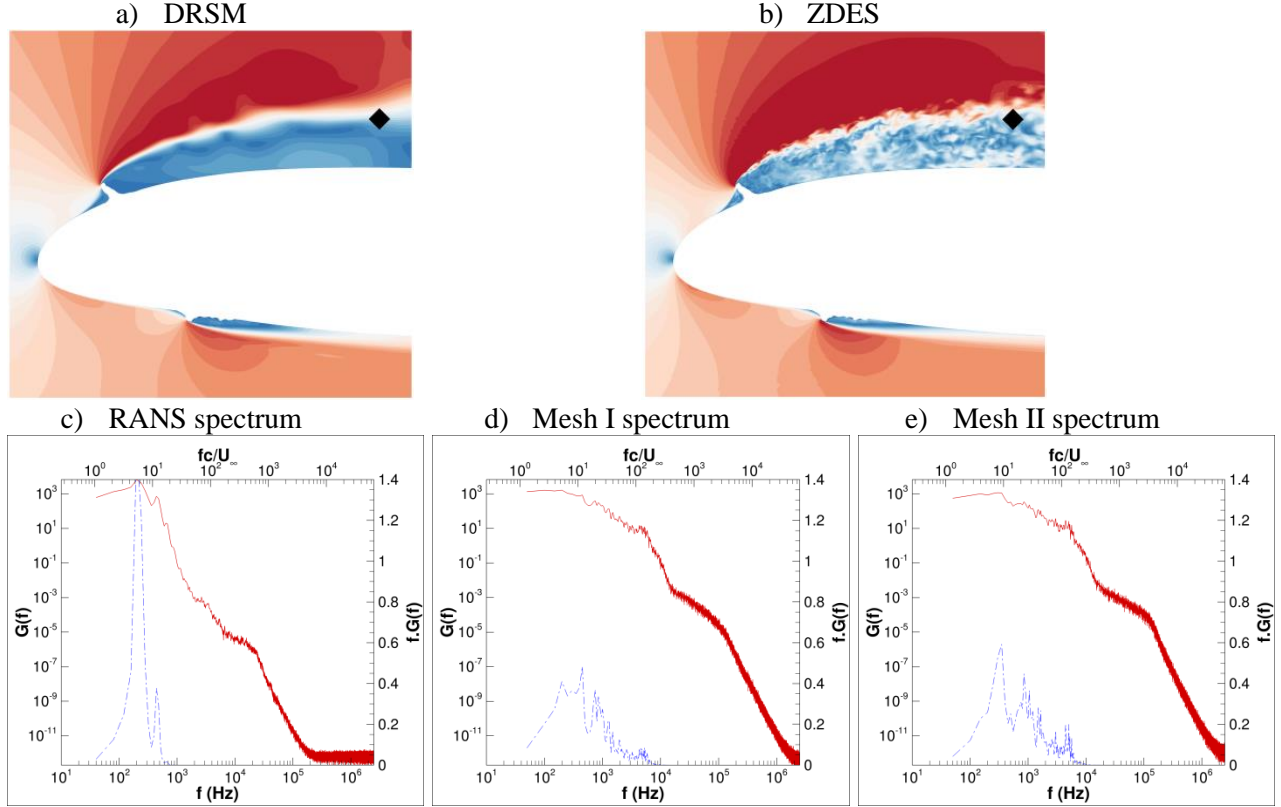 a) DRSM
b) ZDES
c) RANS spectrum
d) Mesh I spectrum
e) Mesh II spectrum
fc/U∞
10⁰ 10¹ 10² 10³ 10⁴
G(f)
10³
10¹
10⁻¹
10⁻³
10⁻⁵
10⁻⁷
10⁻⁹
10⁻¹¹
1.4
1.2
1
0.8
0.6
0.4
0.2
0
f.G(f)
10¹ 10² 10³ 10⁴ 10⁵ 10⁶
f (Hz)
fc/U∞
10⁰ 10¹ 10² 10³ 10⁴
G(f)
10³
10¹
10⁻¹
10⁻³
10⁻⁵
10⁻⁷
10⁻⁹
10⁻¹¹
1.4
1.2
1
0.8
0.6
0.4
0.2
0
f.G(f)
10¹ 10² 10³ 10⁴ 10⁵ 10⁶
f (Hz)
fc/U∞
10⁰ 10¹ 10² 10³ 10⁴
G(f)
10³
10¹
10⁻¹
10⁻³
10⁻⁵
10⁻⁷
10⁻⁹
10⁻¹¹
1.4
1.2
1
0.8
0.6
0.4
0.2
0
f.G(f)
10¹ 10² 10³ 10⁴ 10⁵ 10⁶
f (Hz)